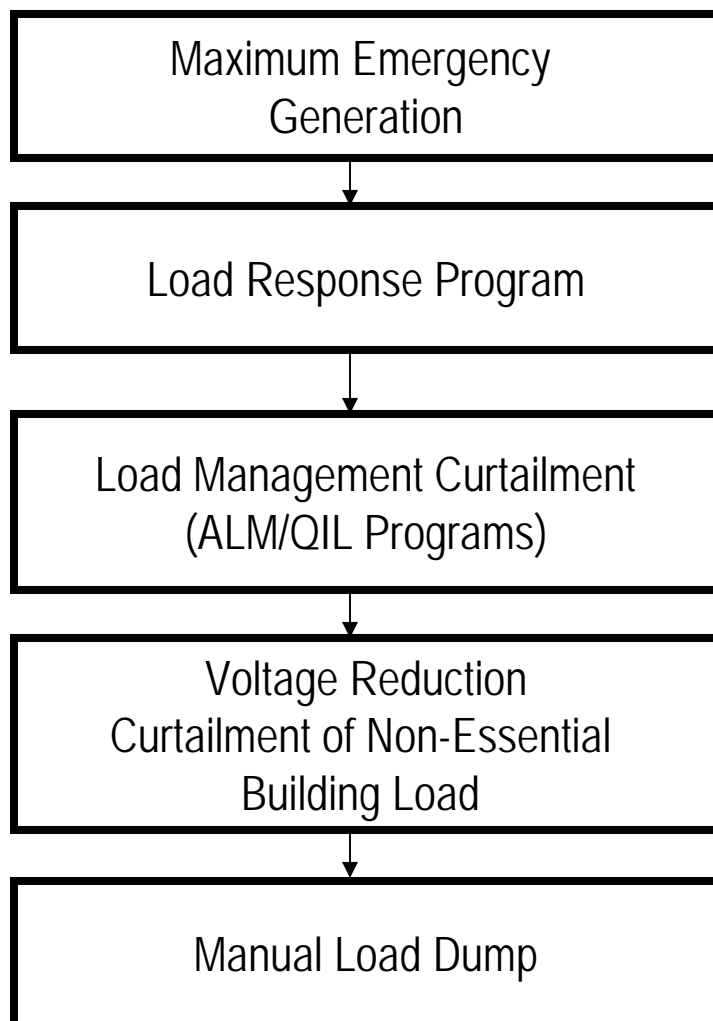 Maximum Emergency
Generation
Load Response Program
Load Management Curtailment
(ALM/QIL Programs)
Voltage Reduction
Curtailment of Non-Essential
Building Load
Manual Load Dump